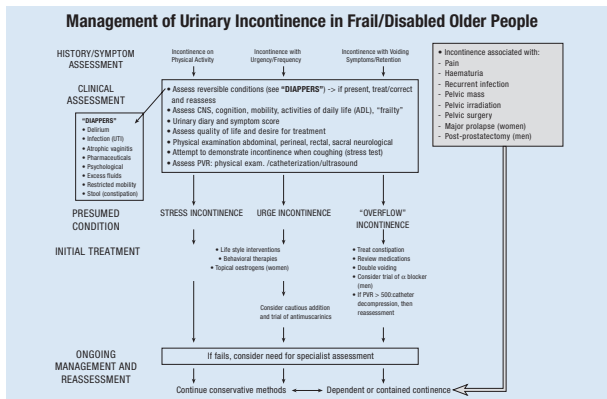 Management of Urinary Incontinence in Frail/Disabled Older People
HISTORY/SYMPTOM
ASSESSMENT
Incontinence on
Physical Activity
Incontinence with
Urgency/Frequency
Incontinence with Voiding
Symptoms/Retention
• Incontinence associated with:
- Pain
- Haematuria
- Recurrent infection
- Pelvic mass
- Pelvic irradiation
- Pelvic surgery
- Major prolapse (women)
- Post-prostatectomy (men)
CLINICAL
ASSESSMENT
• Assess reversible conditions (see "DIAPPERS") -> if present, treat/correct
and reassess
• Assess CNS, cognition, mobility, activities of daily life (ADL), "frailty"
• Urinary diary and symptom score
• Assess quality of life and desire for treatment
• Physical examination abdominal, perineal, rectal, sacral neurological
• Attempt to demonstrate incontinence when coughing (stress test)
• Assess PVR: physical exam. /catheterization/ultrasound
"DIAPPERS"
• Delirium
• Infection (UTI)
• Atrophic vaginitis
• Pharmaceuticals
• Psychological
• Excess fluids
• Restricted mobility
• Stool (constipation)
PRESUMED
CONDITION
STRESS INCONTINENCE
URGE INCONTINENCE
"OVERFLOW"
INCONTINENCE
INITIAL TREATMENT
• Life style interventions
• Behavioral therapies
• Topical oestrogens (women)
• Treat constipation
• Review medications
• Double voiding
• Consider trial of α blocker
(men)
• If PVR > 500:catheter
decompression, then
reassessment
Consider cautious addition
and trial of antimuscarinics
ONGOING
MANAGEMENT AND
REASSESSMENT
If fails, consider need for specialist assessment
Continue conservative methods
Dependent or contained continence